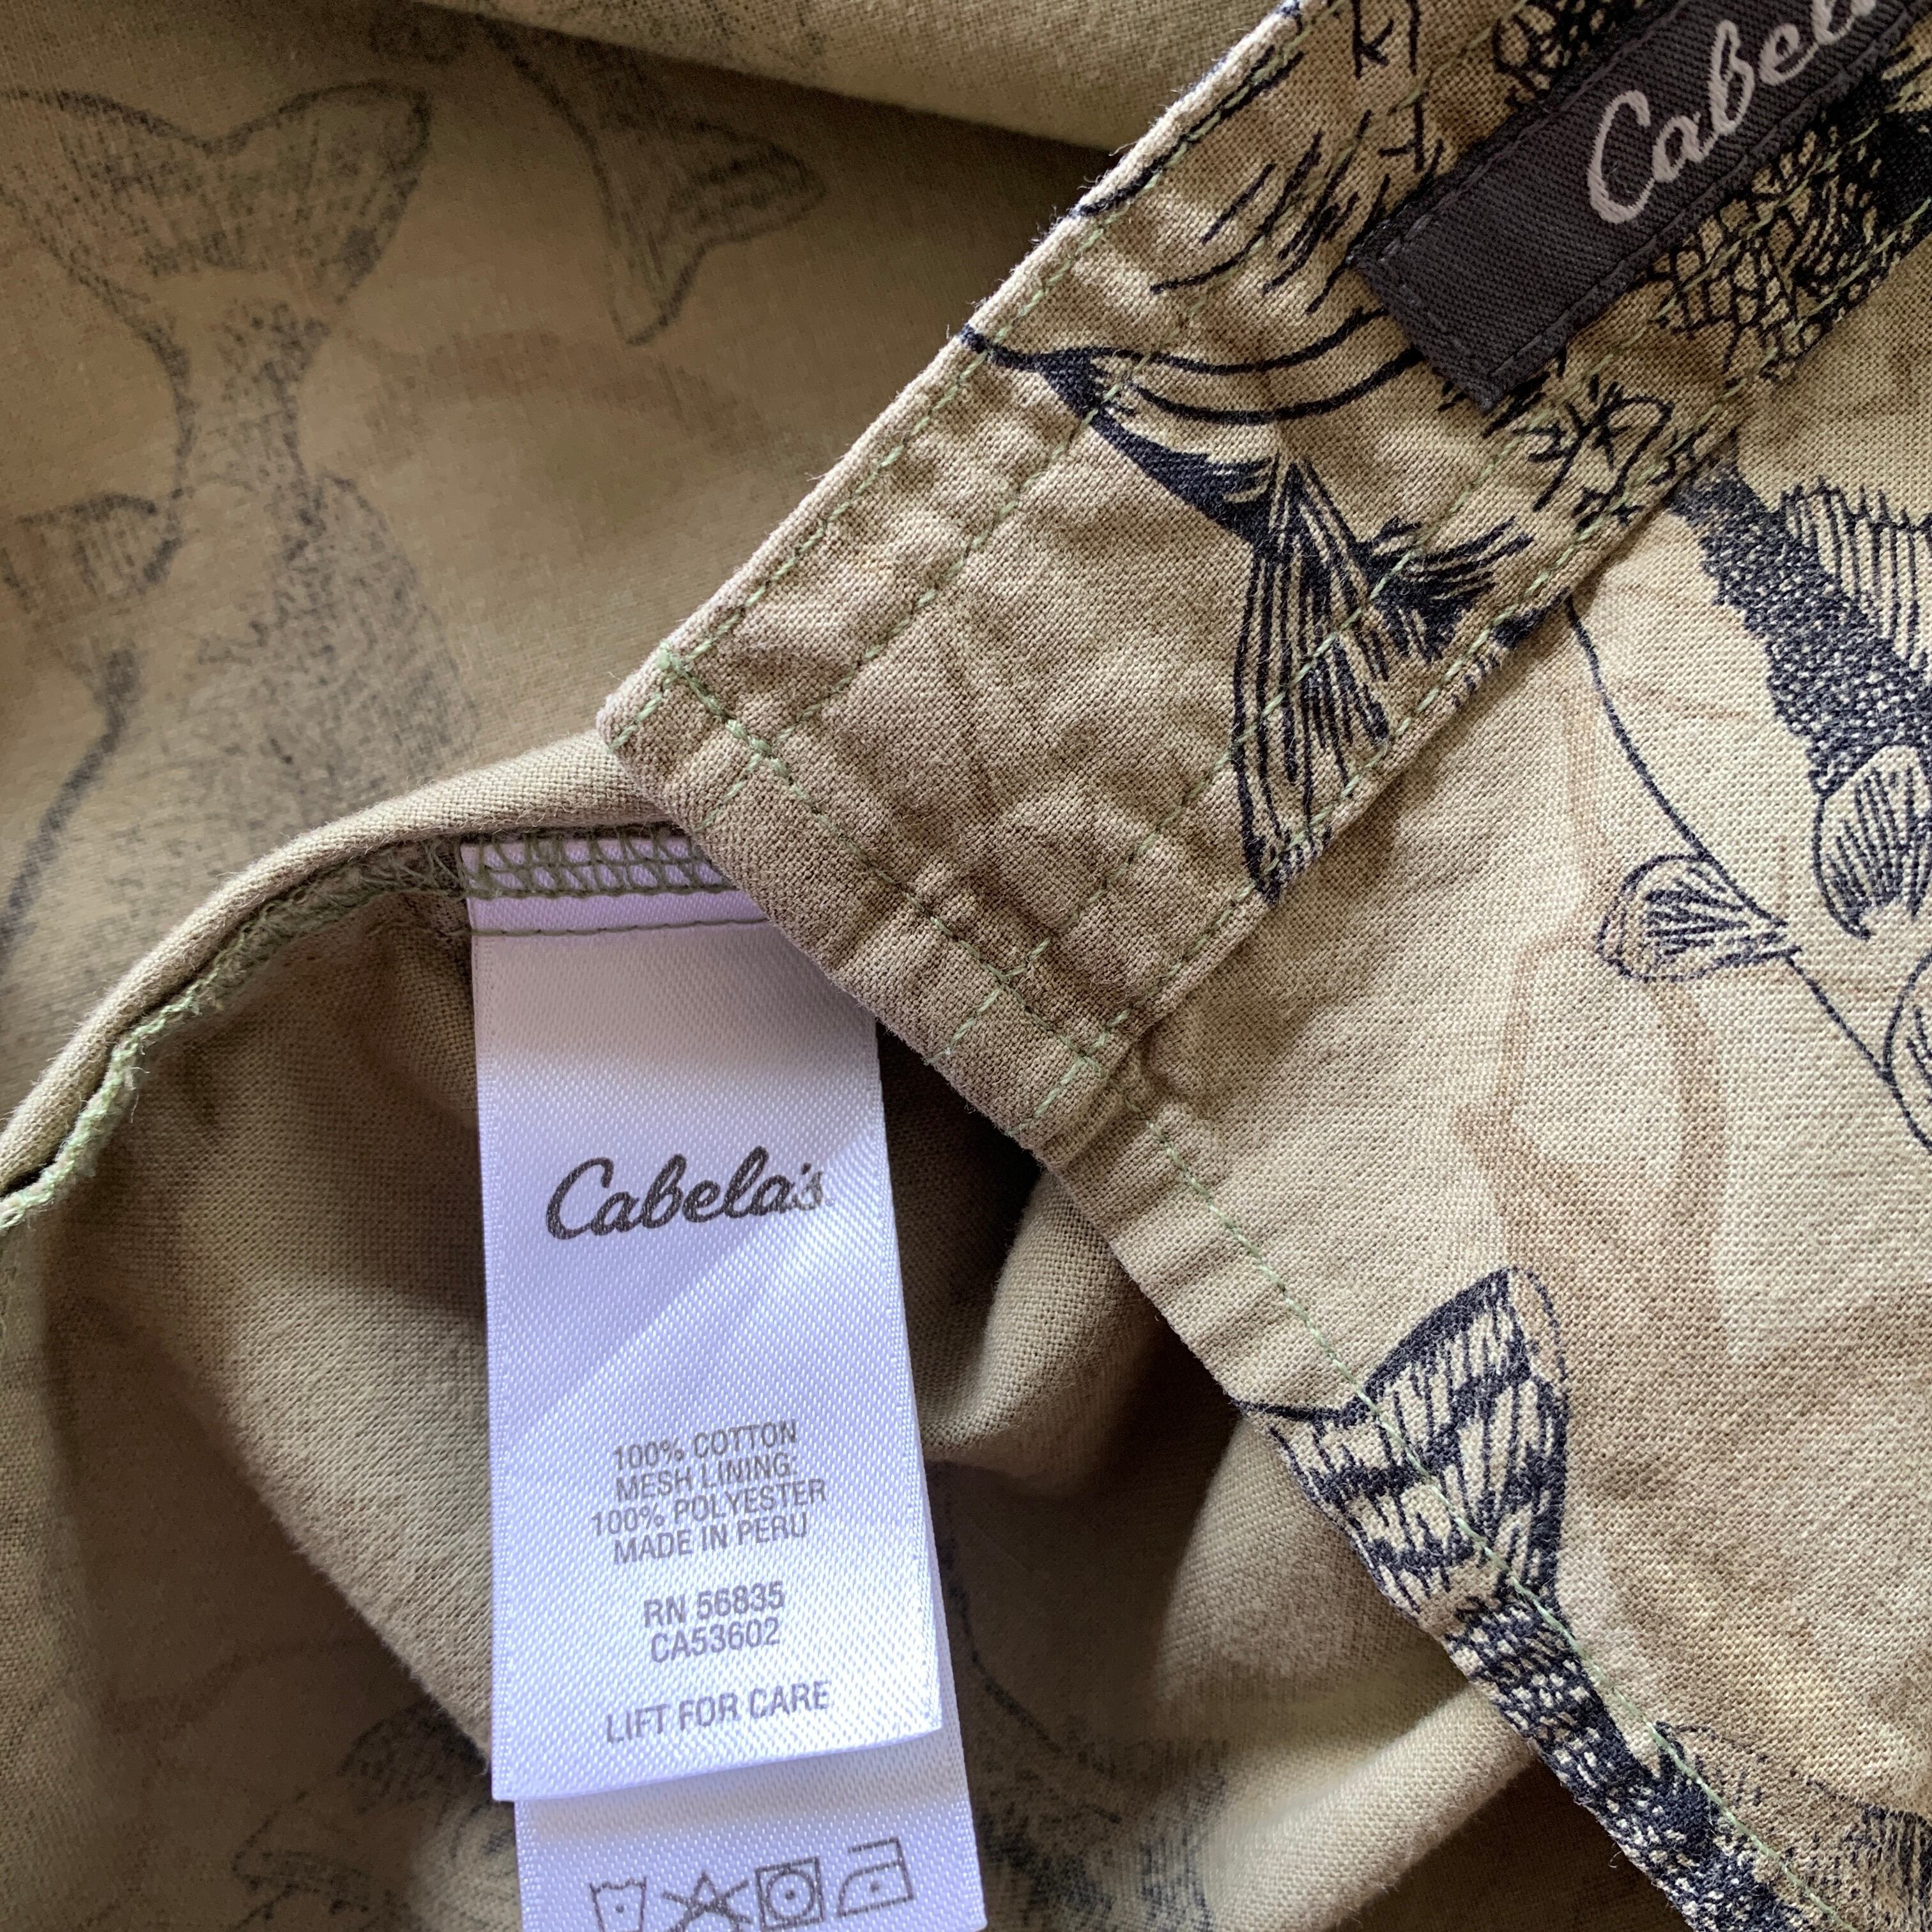 Cabela's
Cabela's
100% COTTON
MESH LINING:
100% POLYESTER
MADE IN PERU
RN 56835
CA53602
LIFT FOR CARE